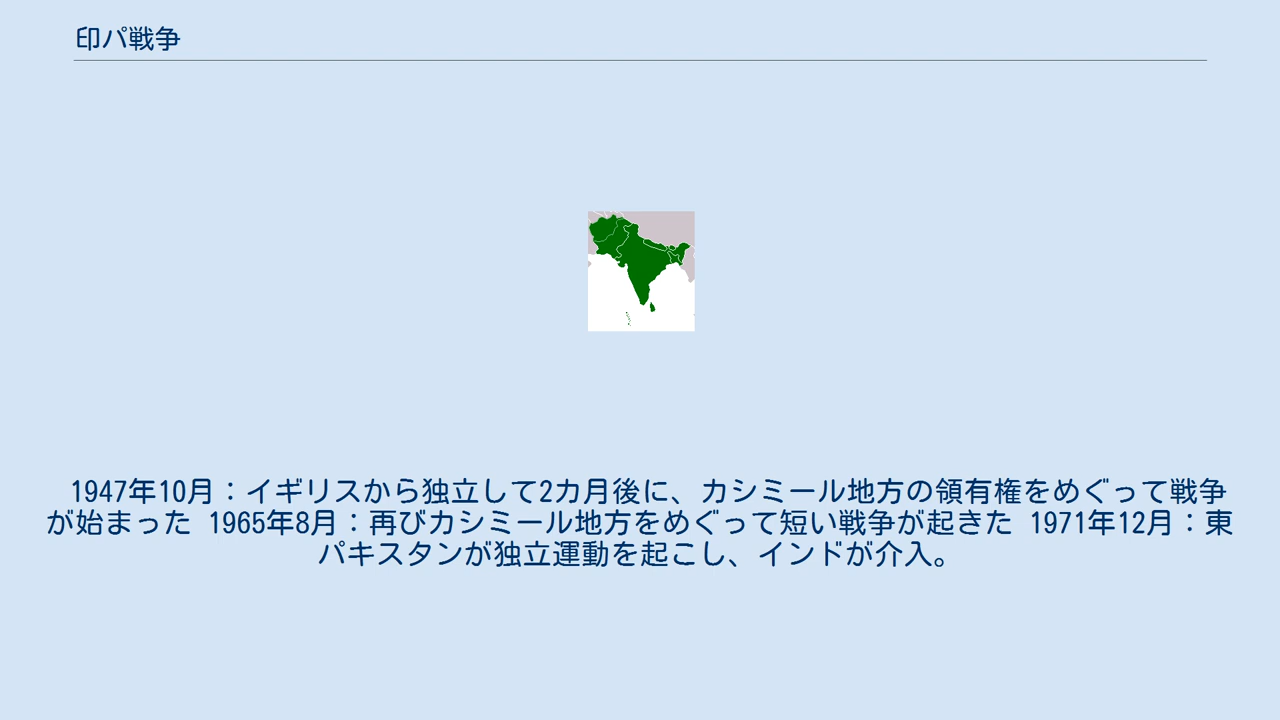 印パ戦争
1947年10月：イギリスから独立して2カ月後に、カシミール地方の領有権をめぐって戦争
が始まった 1965年8月：再びカシミール地方をめぐって短い戦争が起きた 1971年12月：東
パキスタンが独立運動を起こし、インドが介入。